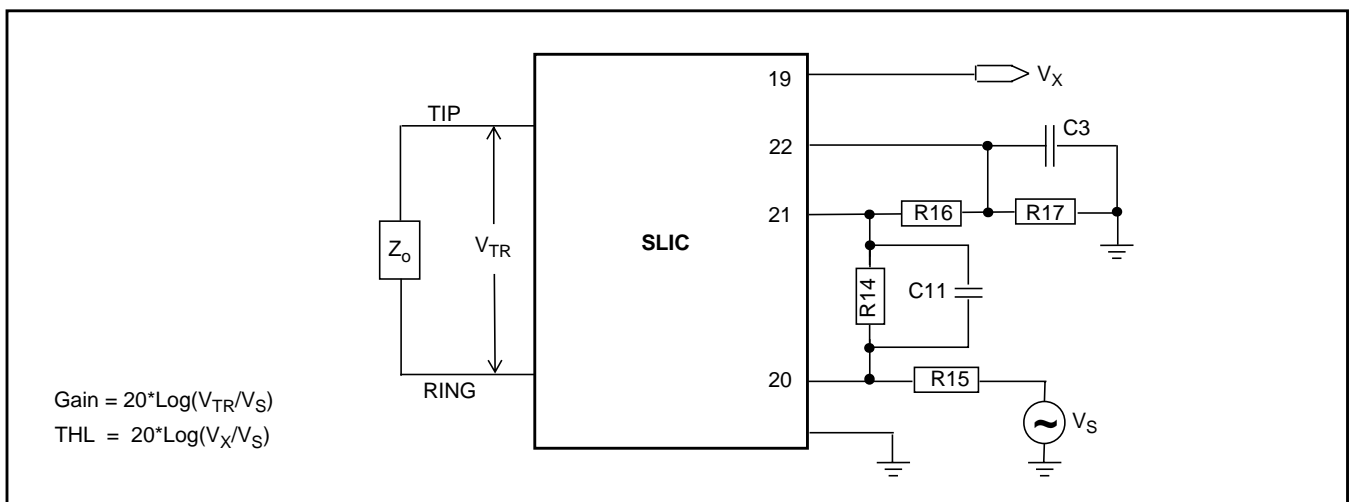 19
V_X
TIP
C3
22
21
R16
R17
SLIC
V_TR
Z_o
R14
C11
20
R15
RING
Gain = 20*Log(V_TR/V_S)
V_S
THL = 20*Log(V_X/V_S)